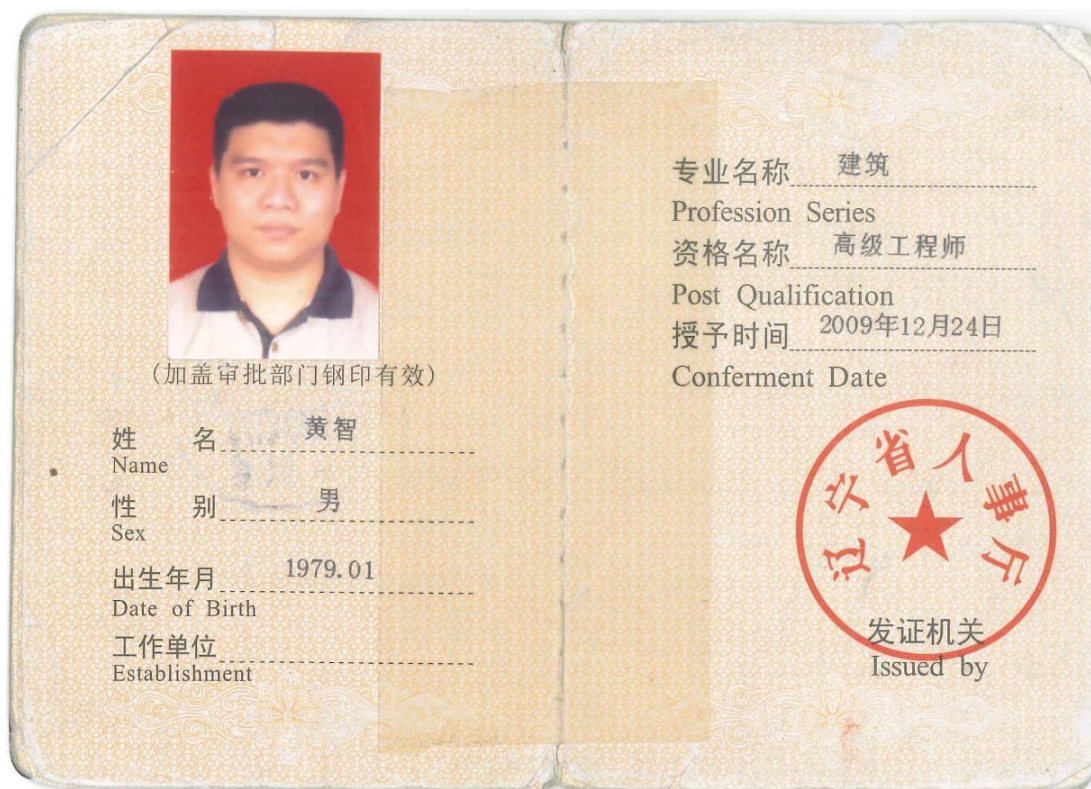 (加盖审批部门钢印有效)
姓 名 黄智
Name
性 别 男
Sex
出生年月 1979.01
Date of Birth
工作单位
Establishment
专业名称 建筑
Profession Series
资格名称 高级工程师
Post Qualification
授予时间 2009年12月24日
Conferment Date
辽宁省人事厅
发证机关
Issued by